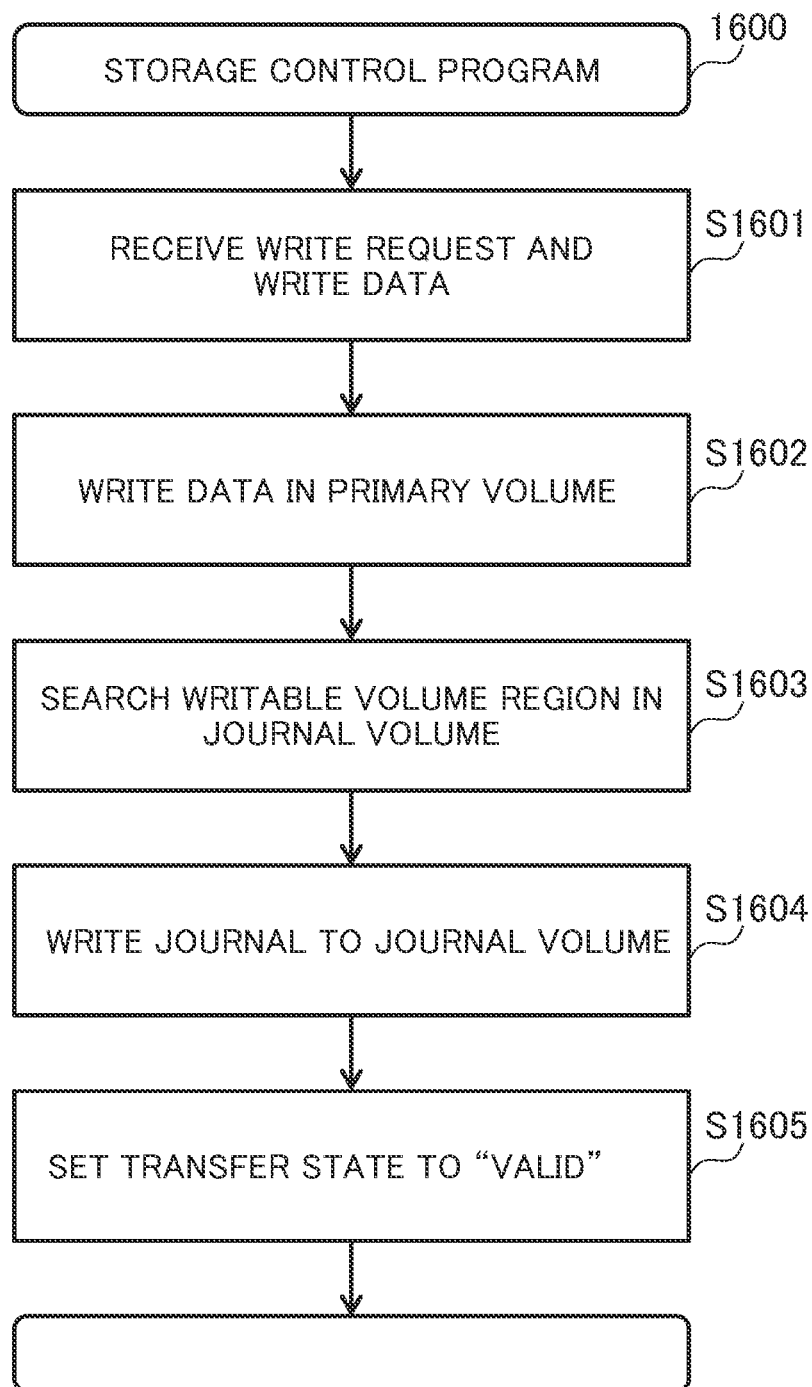 1600
STORAGE CONTROL PROGRAM
S1601
RECEIVE WRITE REQUEST AND
WRITE DATA
S1602
WRITE DATA IN PRIMARY VOLUME
S1603
SEARCH WRITABLE VOLUME REGION IN
JOURNAL VOLUME
S1604
WRITE JOURNAL TO JOURNAL VOLUME
S1605
SET TRANSFER STATE TO “VALID”